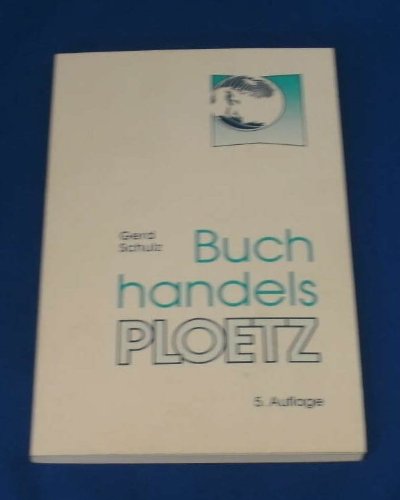 Gerd
Schulz
Buch
handels
PLOETZ
5. Auflage